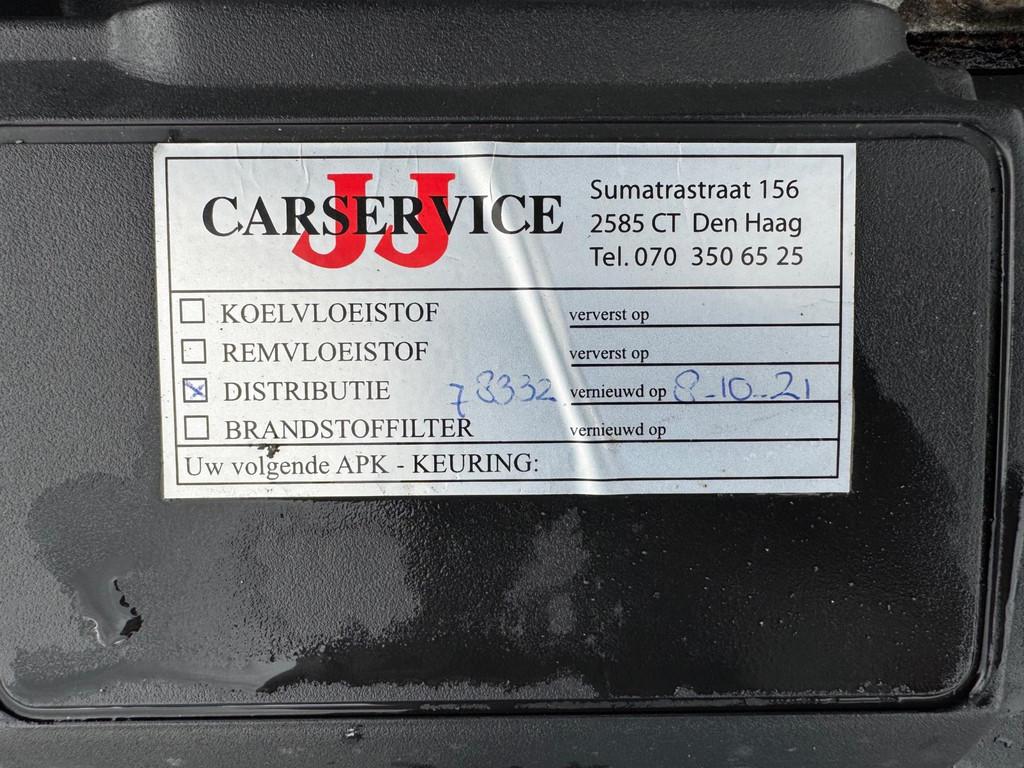 JJ
CARSERVICE
Sumatrastraat 156
2585 CT Den Haag
Tel. 070 350 65 25
KOELVLOEISTOF ververst op
REMVLOEISTOF ververst op
DISTRIBUTIE 78332 vernieuwd op 8-10-21
BRANDSTOFFILTER vernieuwd op
Uw volgende APK - KEURING: